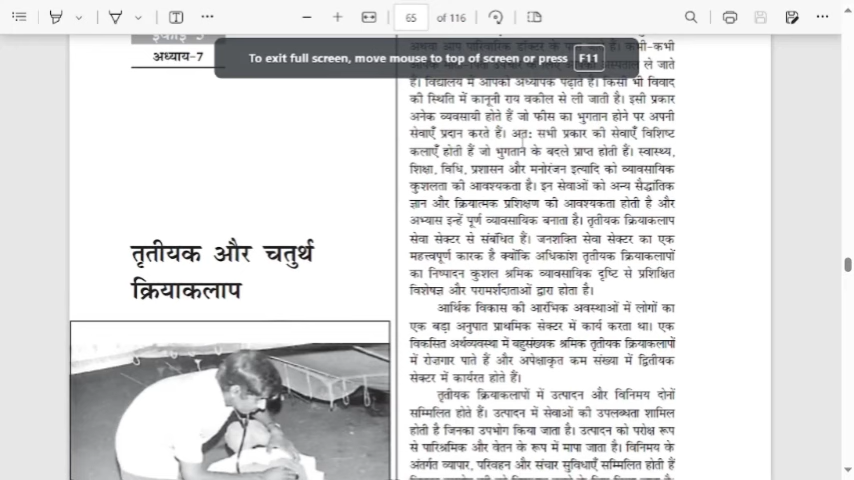 65 of 116
इकाई 3
अध्याय-7
To exit full screen, move mouse to top of screen or press F11
तृतीयक और चतुर्थ
क्रियाकलाप
अथवा आप पारिवारिक डॉक्टर के कभी-कभी
ले जाते
हैं। विद्यालय में आपको अध्यापक पढ़ाते हैं। किसी भी विवाद
की स्थिति में कानूनी राय वकील से ली जाती है। इसी प्रकार
अनेक व्यवसायी होते हैं जो फीस का भुगतान होने पर अपनी
सेवाएँ प्रदान करते हैं। अत: सभी प्रकार की सेवाएँ विशिष्ट
कलाएँ होती हैं जो भुगतान के बदले प्राप्त होती हैं। स्वास्थ्य,
शिक्षा, विधि, प्रशासन और मनोरंजन इत्यादि को व्यावसायिक
कुशलता की आवश्यकता है। इन सेवाओं को अन्य सैद्धांतिक
ज्ञान और क्रियात्मक प्रशिक्षण की आवश्यकता होती है और
अभ्यास इन्हें पूर्ण व्यावसायिक बनाता है। तृतीयक क्रियाकलाप
सेवा सेक्टर से संबंधित हैं। जनशक्ति सेवा सेक्टर का एक
महत्त्वपूर्ण कारक है क्योंकि अधिकांश तृतीयक क्रियाकलापों
का निष्पादन कुशल श्रमिक व्यावसायिक दृष्टि से प्रशिक्षित
विशेषज्ञ और परामर्शदाताओं द्वारा होता है।
आर्थिक विकास की आरंभिक अवस्थाओं में लोगों का
एक बड़ा अनुपात प्राथमिक सेक्टर में कार्य करता था। एक
विकसित अर्थव्यवस्था में बहुसंख्यक श्रमिक तृतीयक क्रियाकलापों
में रोजगार पाते हैं और अपेक्षाकृत कम संख्या में द्वितीयक
सेक्टर में कार्यरत होते हैं।
तृतीयक क्रियाकलापों में उत्पादन और विनिमय दोनों
सम्मिलित होते हैं। उत्पादन में सेवाओं की उपलब्धता शामिल
होती है जिनका उपभोग किया जाता है। उत्पादन को परोक्ष रूप
से पारिश्रमिक और वेतन के रूप में मापा जाता है। विनिमय के
अंतर्गत व्यापार, परिवहन और संचार सुविधाएँ सम्मिलित होती हैं